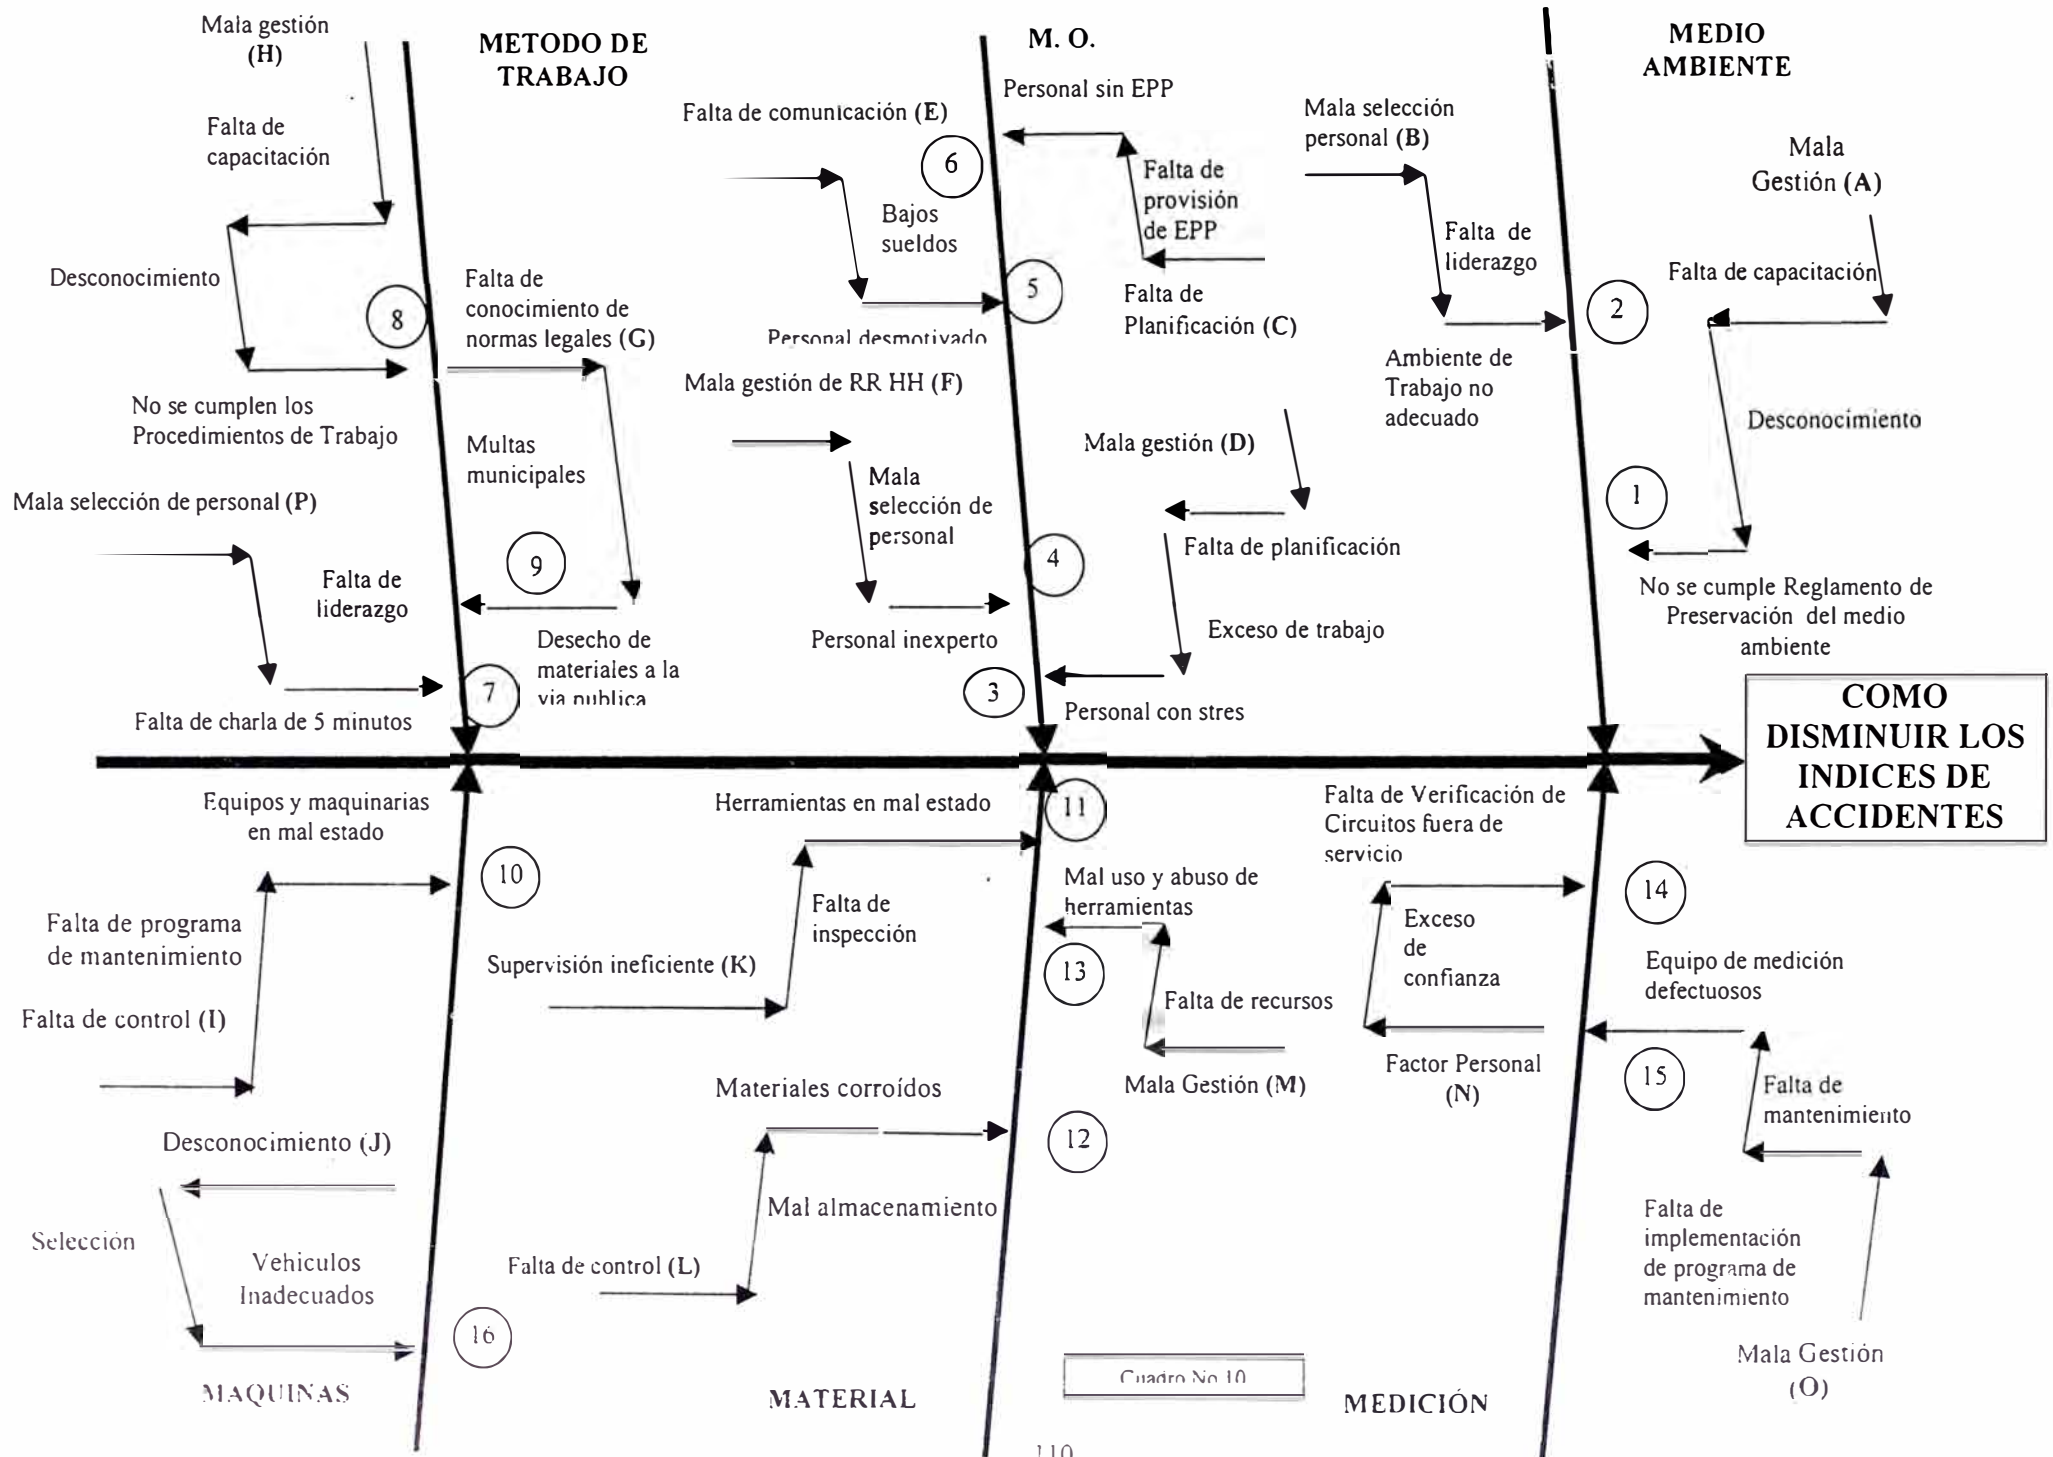 Mala gestión
(H)
METODO DE
TRABAJO
Falta de
capacitación
Desconocimiento
8
Falta de
conocimiento de
normas legales (G)
No se cumplen los
Procedimientos de Trabajo
Multas
municipales
Mala selección de personal (P)
9
Falta de
liderazgo
Desecho de
materiales a la
via publica
7
Falta de charla de 5 minutos
M. O.
Personal sin EPP
Falta de comunicación (E)
6
Falta de
provisión
de EPP
Bajos
sueldos
5
Falta de
Planificación (C)
Personal desmotivado
Mala gestión de RR HH (F)
Mala gestión (D)
Mala
selección de
personal
4
Falta de planificación
Personal inexperto
Exceso de trabajo
3
Personal con stres
MEDIO
AMBIENTE
Mala selección
personal (B)
Mala
Gestión (A)
Falta de
liderazgo
Falta de capacitación
2
Ambiente de
Trabajo no
adecuado
Desconocimiento
1
No se cumple Reglamento de
Preservación del medio
ambiente
COMO
DISMINUIR LOS
INDICES DE
ACCIDENTES
Equipos y maquinarias
en mal estado
10
Falta de programa
de mantenimiento
Falta de control (I)
Desconocimiento (J)
Selección
Vehiculos
Inadecuados
16
MAQUINAS
Herramientas en mal estado
11
Mal uso y abuso de
herramientas
Falta de
inspección
Supervisión ineficiente (K)
13
Falta de recursos
Materiales corroídos
Mala Gestión (M)
12
Mal almacenamiento
Falta de control (L)
MATERIAL
Falta de Verificación de
Circuitos fuera de
servicio
14
Exceso
de
confianza
Equipo de medición
defectuosos
Factor Personal
(N)
15
Falta de
mantenimiento
Falta de
implementación
de programa de
mantenimiento
Mala Gestión
(O)
Cuadro No 10
MEDICIÓN
110